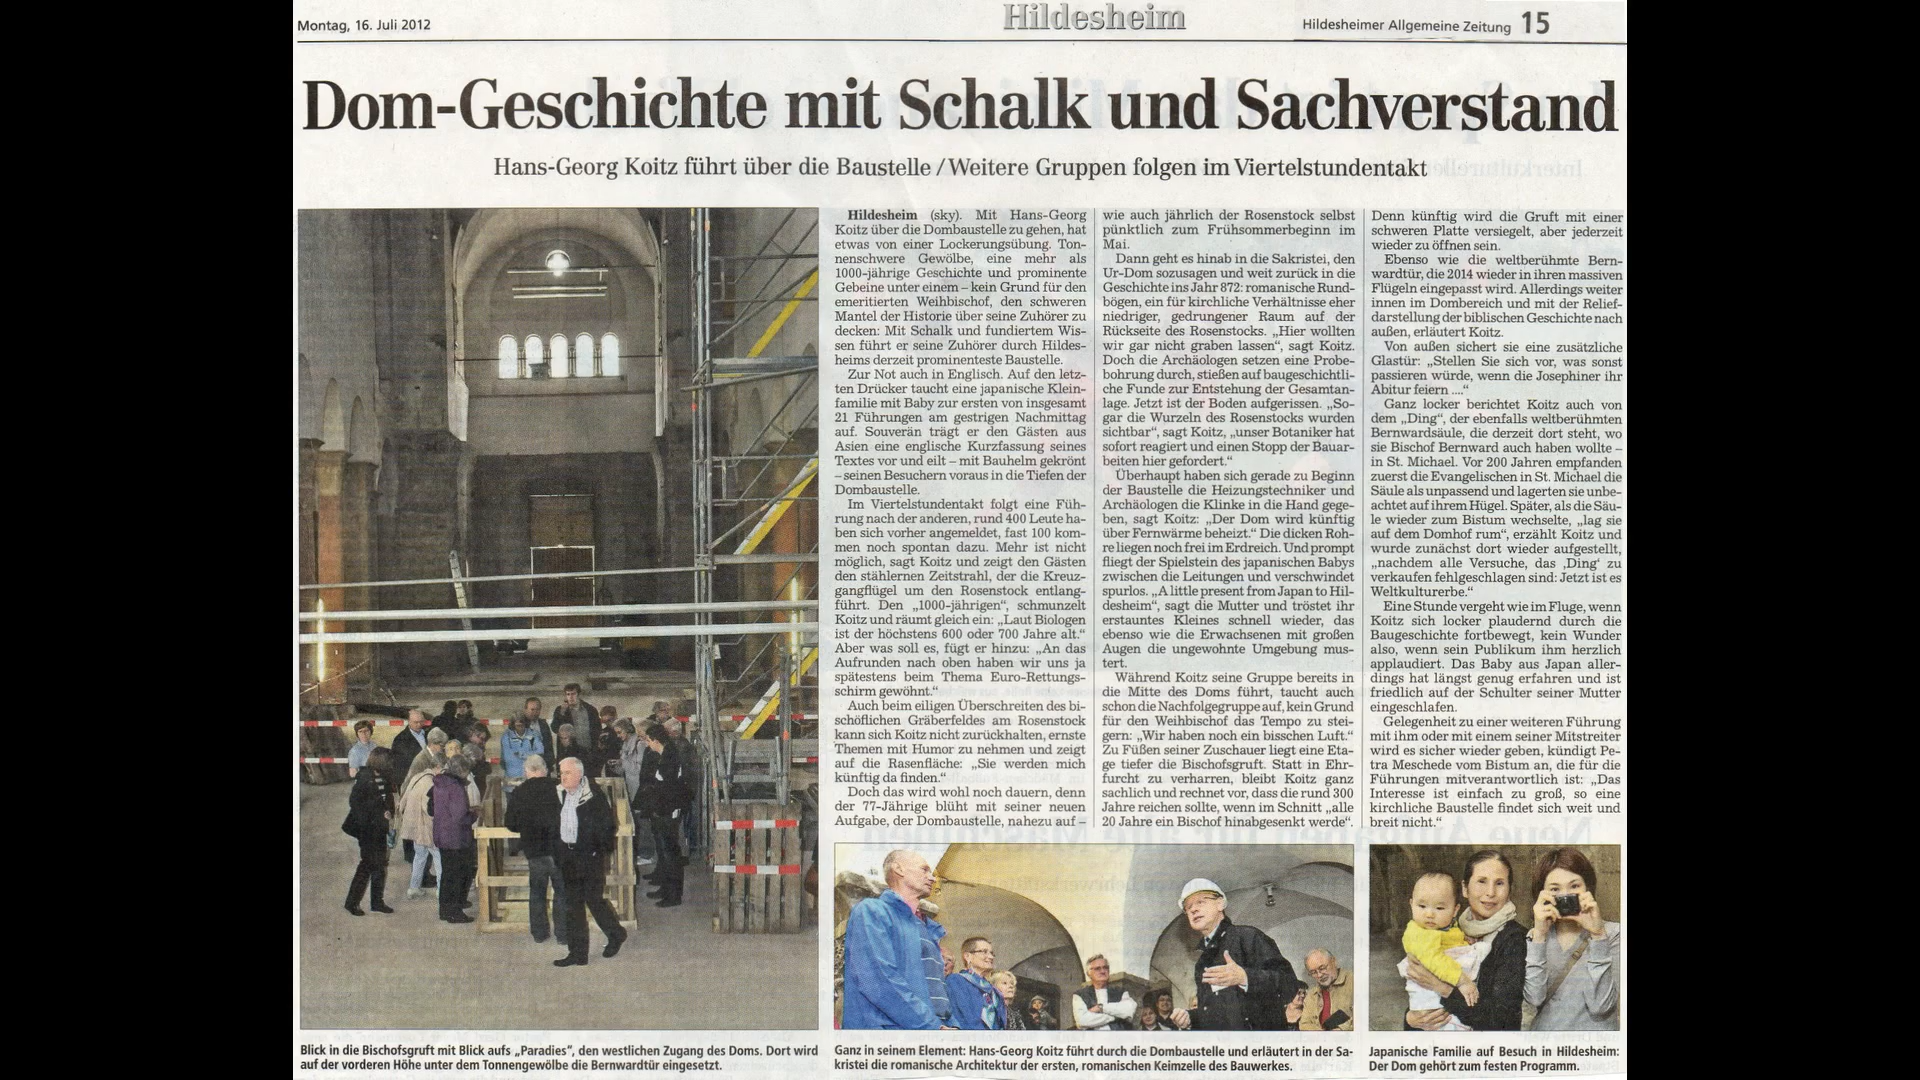 Montag, 16. Juli 2012
Hildesheim
Hildesheimer Allgemeine Zeitung 15
Dom-Geschichte mit Schalk und Sachverstand
Hans-Georg Koitz führt über die Baustelle / Weitere Gruppen folgen im Viertelstundentakt
Hildesheim (sky). Mit Hans-Georg
Koitz über die Dombaustelle zu gehen, hat
etwas von einer Lockerungsübung. Ton-
nenschwere Gewölbe, eine mehr als
1000-jährige Geschichte und prominente
Gebeine unter einem – kein Grund für den
emeritierten Weihbischof, den schweren
Mantel der Historie über seine Zuhörer zu
decken: Mit Schalk und fundiertem Wis-
sen führt er seine Zuhörer durch Hildes-
heims derzeit prominenteste Baustelle.
Zur Not auch in Englisch. Auf den letz-
ten Drücker taucht eine japanische Klein-
familie mit Baby zur ersten von insgesamt
21 Führungen am gestrigen Nachmittag
auf. Souverän trägt er den Gästen aus
Asien eine englische Kurzfassung seines
Textes vor und eilt – mit Bauhelm gekrönt
– seinen Besuchern voraus in die Tiefen der
Dombaustelle.
Im Viertelstundentakt folgt eine Füh-
rung nach der anderen, rund 400 Leute ha-
ben sich vorher angemeldet, fast 100 kom-
men noch spontan dazu. Mehr ist nicht
möglich, sagt Koitz und zeigt den Gästen
den stählernen Zeitstrahl, der die Kreuz-
gangflügel um den Rosenstock entlang-
führt. Den „1000-jährigen“, schmunzelt
Koitz und räumt gleich ein: „Laut Biologen
ist der höchstens 600 oder 700 Jahre alt.“
Aber was soll es, fügt er hinzu: „An das
Aufrunden nach oben haben wir uns ja
spätestens beim Thema Euro-Rettungs-
schirm gewöhnt.“
Auch beim eiligen Überschreiten des bi-
schöflichen Gräberfeldes am Rosenstock
kann sich Koitz nicht zurückhalten, ernste
Themen mit Humor zu nehmen und zeigt
auf die Rasenfläche: „Sie werden mich
künftig da finden.“
Doch das wird wohl noch dauern, denn
der 77-Jährige blüht mit seiner neuen
Aufgabe, der Dombaustelle, nahezu auf –
wie auch jährlich der Rosenstock selbst
pünktlich zum Frühsommerbeginn im
Mai.
Dann geht es hinab in die Sakristei, den
Ur-Dom sozusagen und weit zurück in die
Geschichte ins Jahr 872: romanische Rund-
bögen, ein für kirchliche Verhältnisse eher
niedriger, gedrungener Raum auf der
Rückseite des Rosenstocks. „Hier wollten
wir gar nicht graben lassen“, sagt Koitz.
Doch die Archäologen setzen eine Probe-
bohrung durch, stießen auf baugeschichtli-
che Funde zur Entstehung der Gesamtan-
lage. Jetzt ist der Boden aufgerissen. „So-
gar die Wurzeln des Rosenstocks wurden
sichtbar“, sagt Koitz, „unser Botaniker hat
sofort reagiert und einen Stopp der Bauar-
beiten hier gefordert.“
Überhaupt haben sich gerade zu Beginn
der Baustelle die Heizungstechniker und
Archäologen die Klinke in die Hand gege-
ben, sagt Koitz: „Der Dom wird künftig
über Fernwärme beheizt.“ Die dicken Roh-
re liegen noch frei im Erdreich. Und prompt
fliegt der Spielstein des japanischen Babys
zwischen die Leitungen und verschwindet
spurlos. „A little present from Japan to Hil-
desheim“, sagt die Mutter und tröstet ihr
erstauntes Kleines schnell wieder, das
ebenso wie die Erwachsenen mit großen
Augen die ungewohnte Umgebung mus-
tert.
Während Koitz seine Gruppe bereits in
die Mitte des Doms führt, taucht auch
schon die Nachfolgegruppe auf, kein Grund
für den Weihbischof das Tempo zu stei-
gern: „Wir haben noch ein bisschen Luft.“
Zu Füßen seiner Zuschauer liegt eine Eta-
ge tiefer die Bischofsgruft. Statt in Ehr-
furcht zu verharren, bleibt Koitz ganz
sachlich und rechnet vor, dass die rund 300
Jahre reichen sollte, wenn im Schnitt „alle
20 Jahre ein Bischof hinabgesenkt werde“.
Denn künftig wird die Gruft mit einer
schweren Platte versiegelt, aber jederzeit
wieder zu öffnen sein.
Ebenso wie die weltberühmte Bern-
wardtür, die 2014 wieder in ihren massiven
Flügeln eingepasst wird. Allerdings weiter
innen im Dombereich und mit der Relief-
darstellung der biblischen Geschichte nach
außen, erläutert Koitz.
Von außen sichert sie eine zusätzliche
Glastür: „Stellen Sie sich vor, was sonst
passieren würde, wenn die Josephiner ihr
Abitur feiern ....“
Ganz locker berichtet Koitz auch von
dem „Ding“, der ebenfalls weltberühmten
Bernwardsäule, die derzeit dort steht, wo
sie Bischof Bernward auch haben wollte –
in St. Michael. Vor 200 Jahren empfanden
zuerst die Evangelischen in St. Michael die
Säule als unpassend und lagerten sie unbe-
achtet auf ihrem Hügel. Später, als die Säu-
le wieder zum Bistum wechselte, „lag sie
auf dem Domhof rum“, erzählt Koitz und
wurde zunächst dort wieder aufgestellt,
„nachdem alle Versuche, das ‚Ding‘ zu
verkaufen fehlgeschlagen sind: Jetzt ist es
Weltkulturerbe.“
Eine Stunde vergeht wie im Fluge, wenn
Koitz sich locker plaudernd durch die
Baugeschichte fortbewegt, kein Wunder
also, wenn sein Publikum ihm herzlich
applaudiert. Das Baby aus Japan aller-
dings hat längst genug erfahren und ist
friedlich auf der Schulter seiner Mutter
eingeschlafen.
Gelegenheit zu einer weiteren Führung
mit ihm oder mit einem seiner Mitstreiter
wird es sicher wieder geben, kündigt Pe-
tra Meschede vom Bistum an, die für die
Führungen mitverantwortlich ist: „Das
Interesse ist einfach zu groß, so eine
kirchliche Baustelle findet sich weit und
breit nicht.“
Blick in die Bischofsgruft mit Blick aufs „Paradies“, den westlichen Zugang des Doms. Dort wird
auf der vorderen Höhe unter dem Tonnengewölbe die Bernwardtür eingesetzt.
Ganz in seinem Element: Hans-Georg Koitz führt durch die Dombaustelle und erläutert in der Sa-
kristei die romanische Architektur der ersten, romanischen Keimzelle des Bauwerkes.
Japanische Familie auf Besuch in Hildesheim:
Der Dom gehört zum festen Programm.